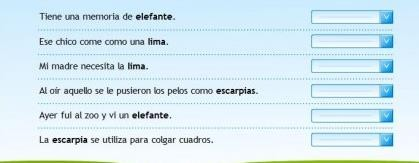 Tiene una memoria de elefante.
Ese chico come como una lima.
Mi madre necesita la lima.
Al oír aquello se le pusieron los pelos como escarpias.
Ayer fui al zoo y vi un elefante.
La escarpia se utiliza para colgar cuadros.